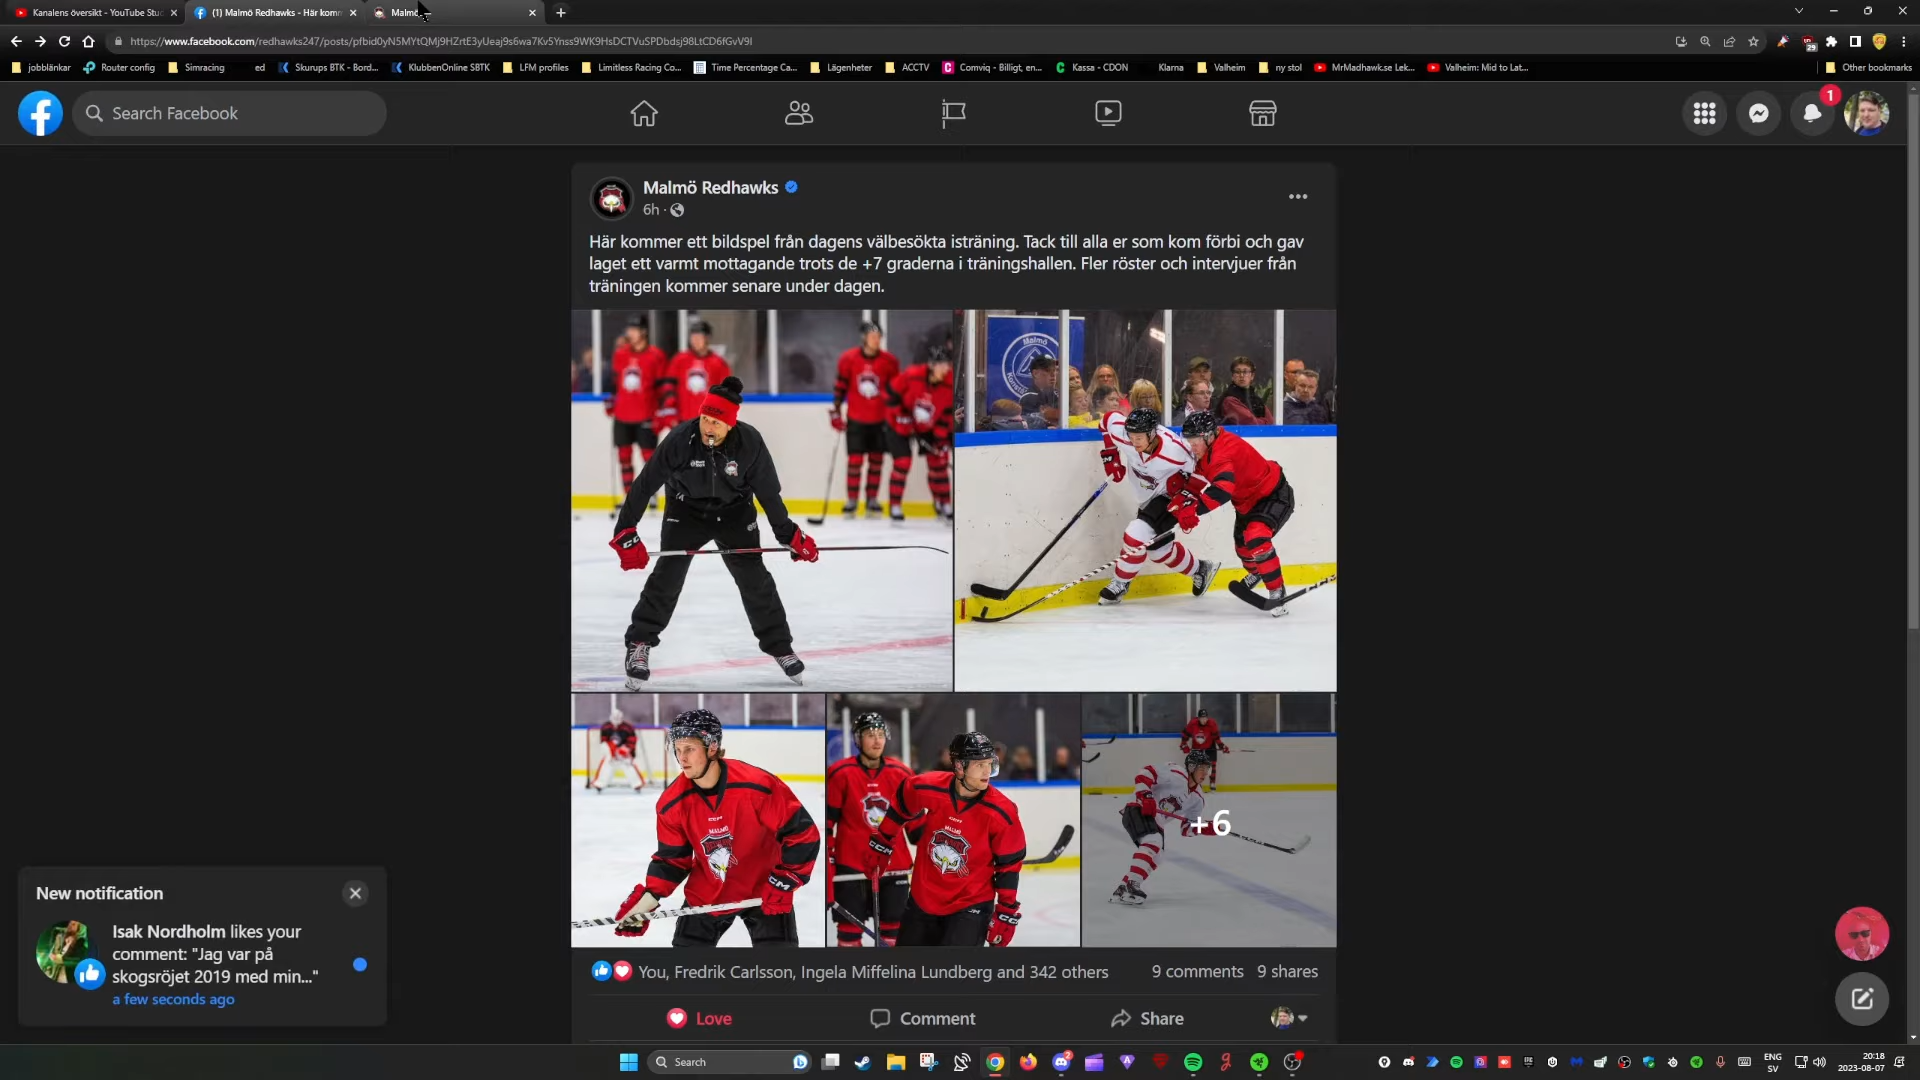 Kanalens översikt - YouTube Stu
(1) Malmö Redhawks - Här komm
Malmö
https://www.facebook.com/redhawks247/posts/pfbid0yN5MYtQMj9HZrtE3yUeaj9s6wa7Kv5Ynss9WK9HsDCTVuSPDbdsj98LtCD6fGvV9l
jobblänkar
Router config
Simracing
ed
Skurups BTK - Bord...
KlubbenOnline SBTK
LFM profiles
Limitless Racing Co...
Time Percentage Ca...
Lägenheter
ACCTV
Comviq - Billigt, en...
Kassa - CDON
Klarna
Valheim
ny stol
MrMadhawk.se Lek...
Valheim: Mid to Lat...
Other bookmarks
Search Facebook
1
Malmö Redhawks
6h ·
Här kommer ett bildspel från dagens välbesökta isträning. Tack till alla er som kom förbi och gav
laget ett varmt mottagande trots de +7 graderna i träningshallen. Fler röster och intervjuer från
träningen kommer senare under dagen.
Malmö
CCM
MALMÖ
CCM
CCM
+6
New notification
Isak Nordholm likes your
comment: "Jag var på
skogsröjet 2019 med min..."
a few seconds ago
You, Fredrik Carlsson, Ingela Miffelina Lundberg and 342 others
9 comments 9 shares
Love
Comment
Share
Search
2
ENG
SV
20:18
2023-08-07